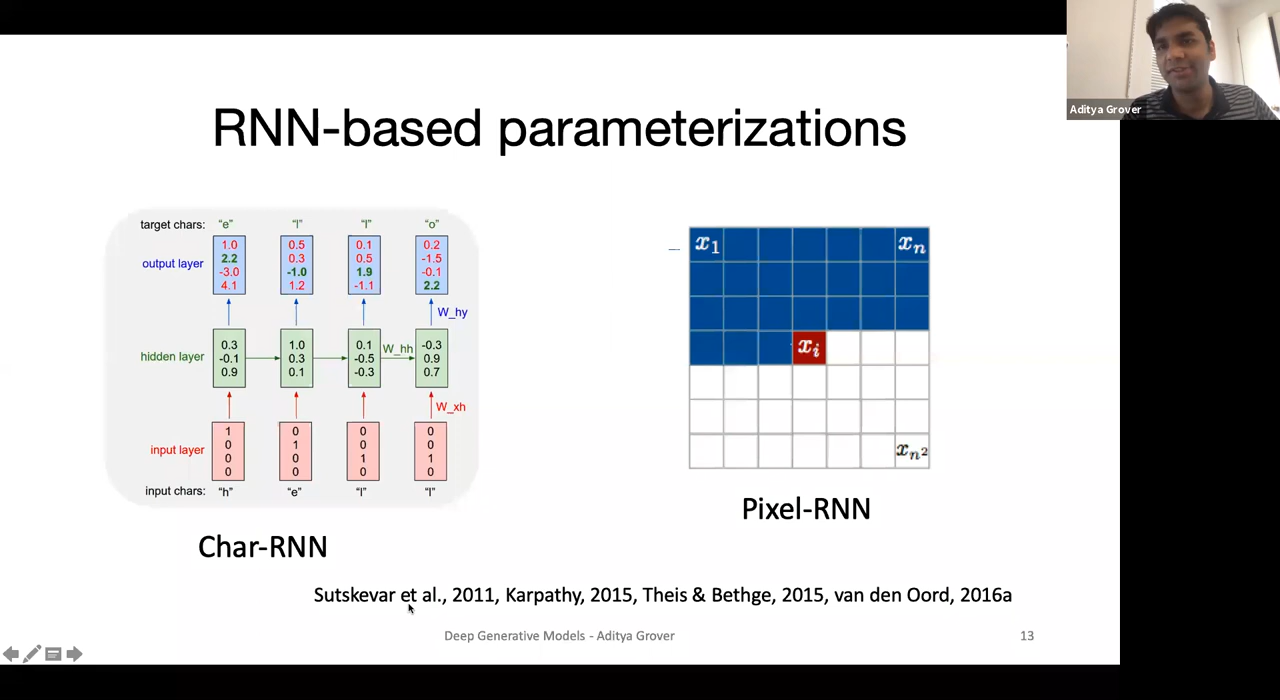 Aditya Grover
RNN-based parameterizations
target chars: "e" "l" "l" "o"
output layer
1.0 0.5 0.1 0.2
2.2 0.3 0.5 -1.5
-3.0 -1.0 1.9 -0.1
4.1 1.2 -1.1 2.2
W_hy
hidden layer
0.3 1.0 0.1 -0.3
-0.1 0.3 -0.5 0.9
0.9 0.1 -0.3 0.7
W_hh
W_xh
input layer
1 0 0 0
0 1 0 0
0 0 1 1
0 0 0 0
input chars: "h" "e" "l" "l"
Char-RNN
x1 xn
xi
xn²
Pixel-RNN
Sutskevar et al., 2011, Karpathy, 2015, Theis & Bethge, 2015, van den Oord, 2016a
Deep Generative Models - Aditya Grover
13